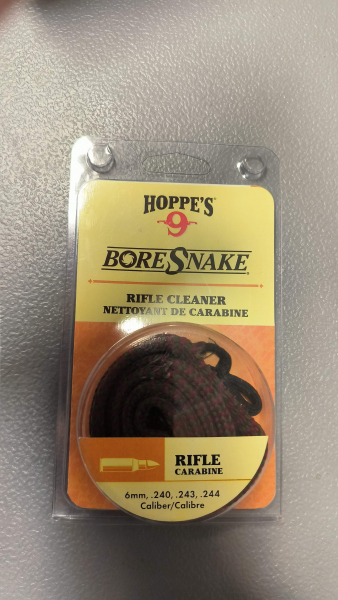 HOPPE'S
9
BORESNAKE
RIFLE CLEANER
NETTOYANT DE CARABINE
RIFLE
CARABINE
6mm, .240, .243, .244
Caliber/Calibre